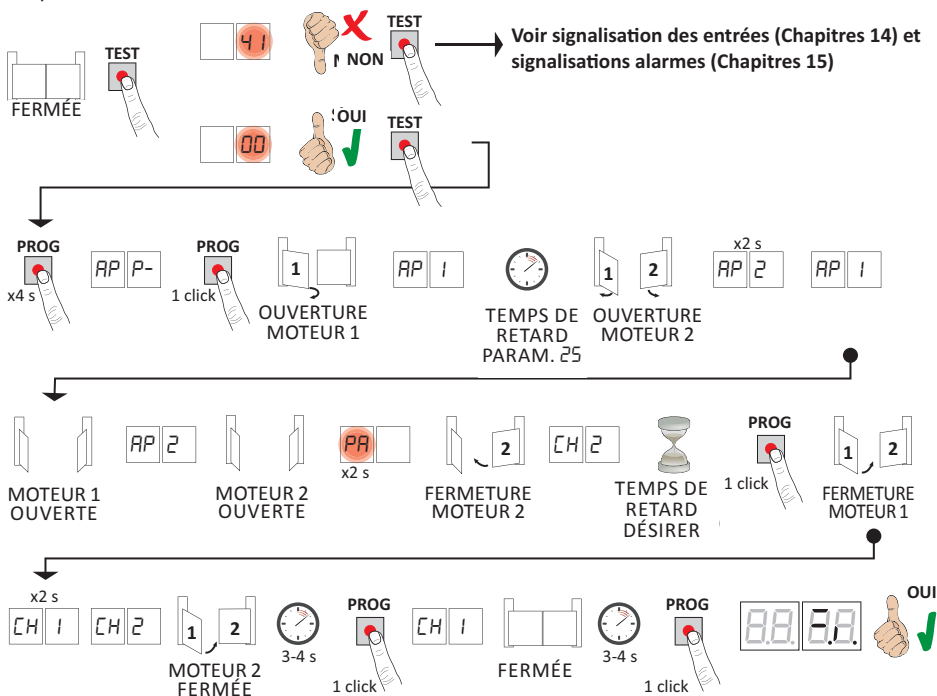 TEST
41
NON
TEST
Voir signalisation des entrées (Chapitres 14) et
signalisations alarmes (Chapitres 15)
FERMÉE
00
OUI
TEST
PROG
x4 s
AP P-
PROG
1 click
1
OUVERTURE
MOTEUR 1
AP 1
TEMPS DE
RETARD
PARAM. 25
1 2
OUVERTURE
MOTEUR 2
x2 s
AP 2
AP 1
MOTEUR 1
OUVERTE
AP 2
MOTEUR 2
OUVERTE
PA
x2 s
2
FERMETURE
MOTEUR 2
CH 2
TEMPS DE
RETARD
DÉSIRER
PROG
1 click
1 2
FERMETURE
MOTEUR 1
x2 s
CH 1
CH 2
1 2
MOTEUR 2
FERMÉE
3-4 s
PROG
1 click
CH 1
FERMÉE
3-4 s
PROG
1 click
OUI